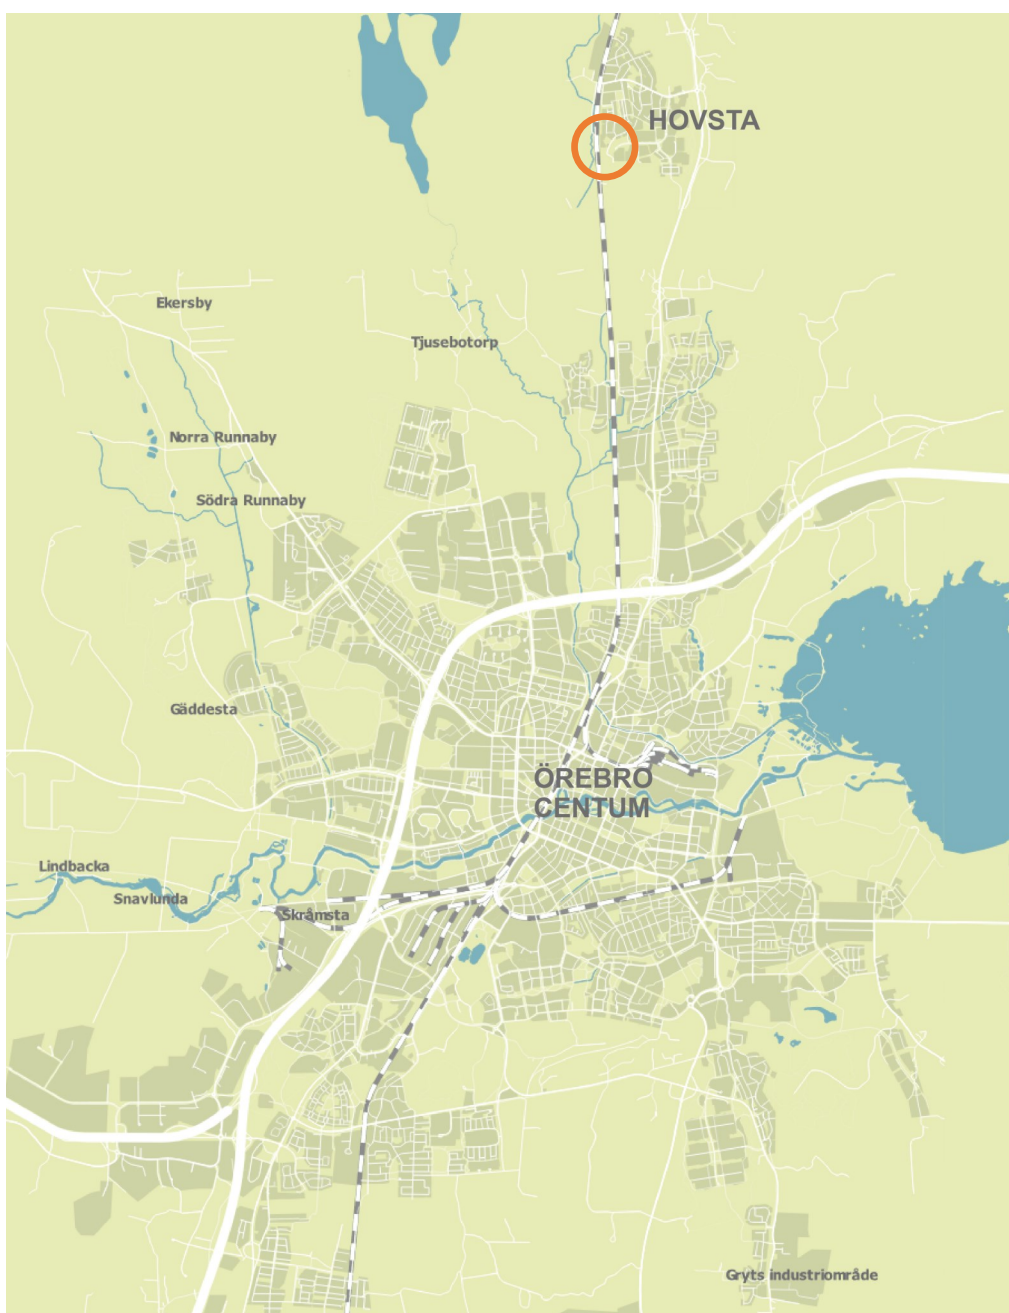 HOVSTA
Ekersby
Tjusebotorp
Norra Runnaby
Södra Runnaby
Gäddesta
ÖREBRO
CENTUM
Lindbacka
Snavlunda
Skråmsta
Gryts industriområde